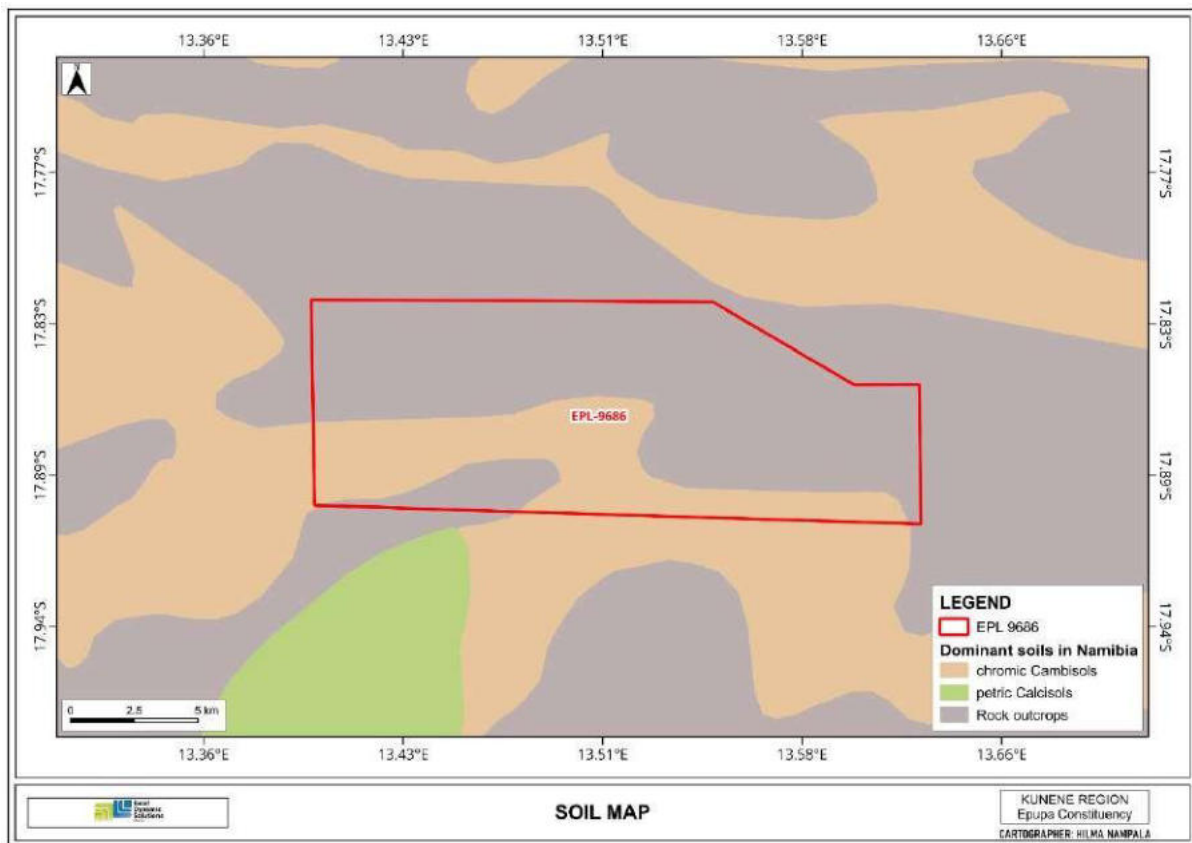 13.36°E 13.43°E 13.51°E 13.58°E 13.66°E
17.77°S 17.77°S
17.83°S 17.83°S
EPL-9686
17.89°S 17.89°S
17.94°S 17.94°S
LEGEND
EPL 9686
Dominant soils in Namibia
chromic Cambisols
petric Calcisols
Rock outcrops
0 2.5 5 km
13.36°E 13.43°E 13.51°E 13.58°E 13.66°E
Excel
Dynamic
Solutions
SOIL MAP
KUNENE REGION
Epupa Constituency
CARTOGRAPHER: HILMA NAMPALA